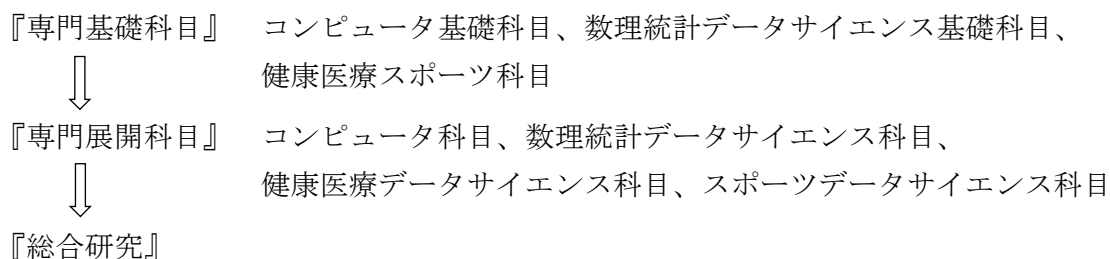 『専門基礎科目』　コンピュータ基礎科目、数理統計データサイエンス基礎科目、
健康医療スポーツ科目
『専門展開科目』　コンピュータ科目、数理統計データサイエンス科目、
健康医療データサイエンス科目、スポーツデータサイエンス科目
『総合研究』